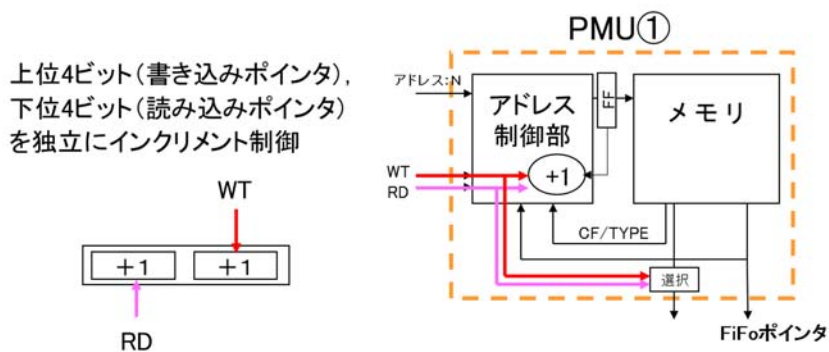 PMU①
上位4ビット(書き込みポインタ),
下位4ビット(読み込みポインタ)
を独立にインクリメント制御
WT
+1
+1
RD
アドレス:N
アドレス
制御部
FF
メモリ
+1
WT
RD
CF/TYPE
選択
FiFoポインタ